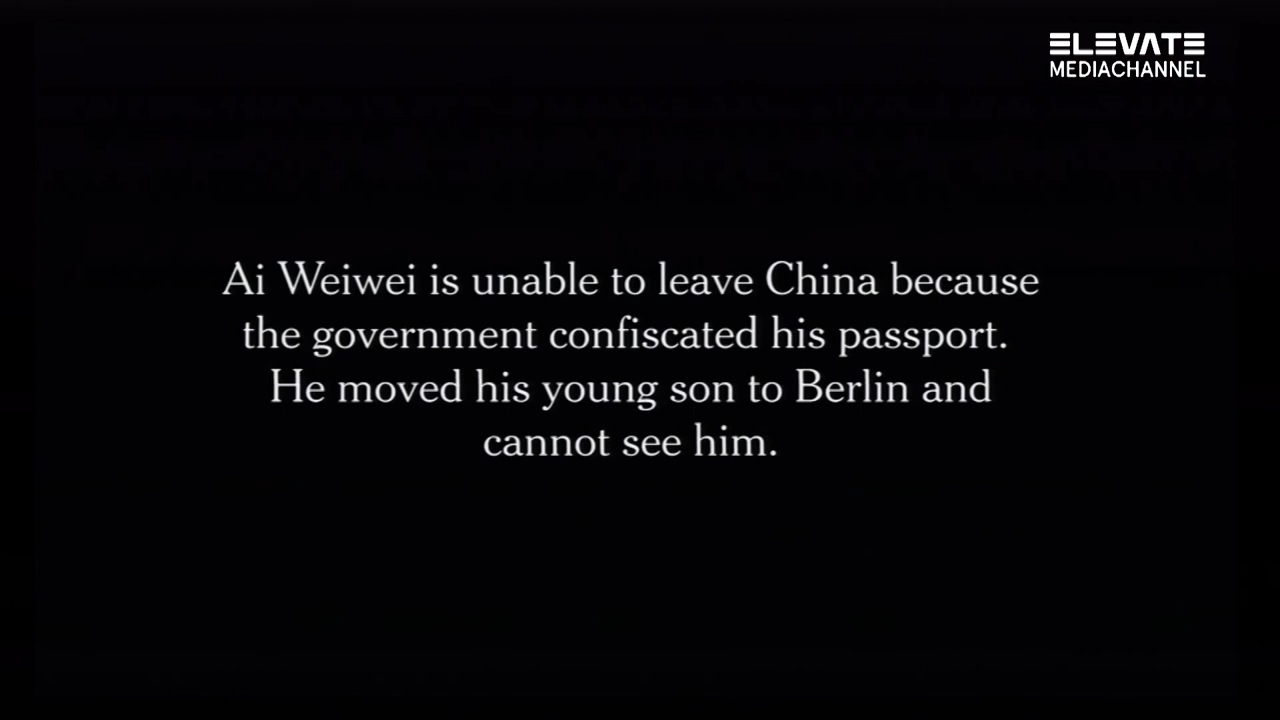 ELEVATE
MEDIACHANNEL
Ai Weiwei is unable to leave China because
the government confiscated his passport.
He moved his young son to Berlin and
cannot see him.